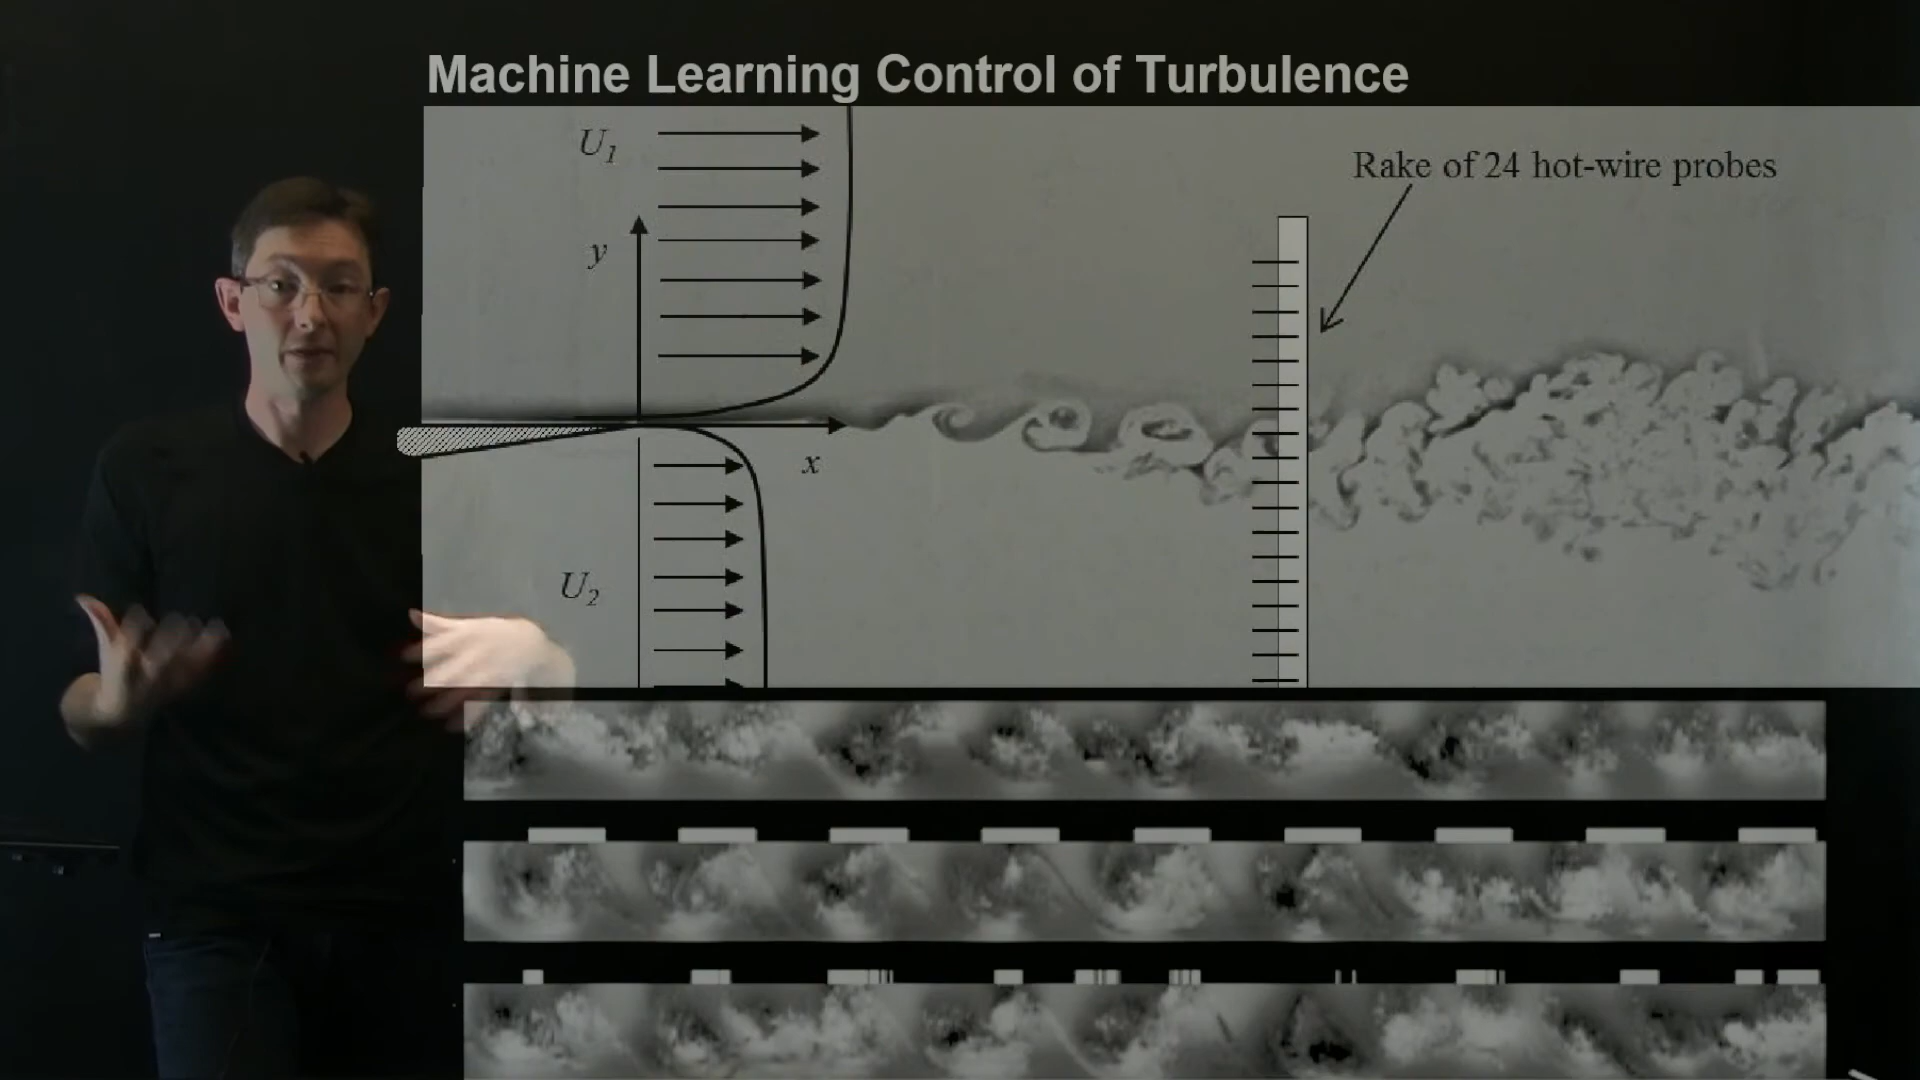 Machine Learning Control of Turbulence
U1
Rake of 24 hot-wire probes
y
x
U2